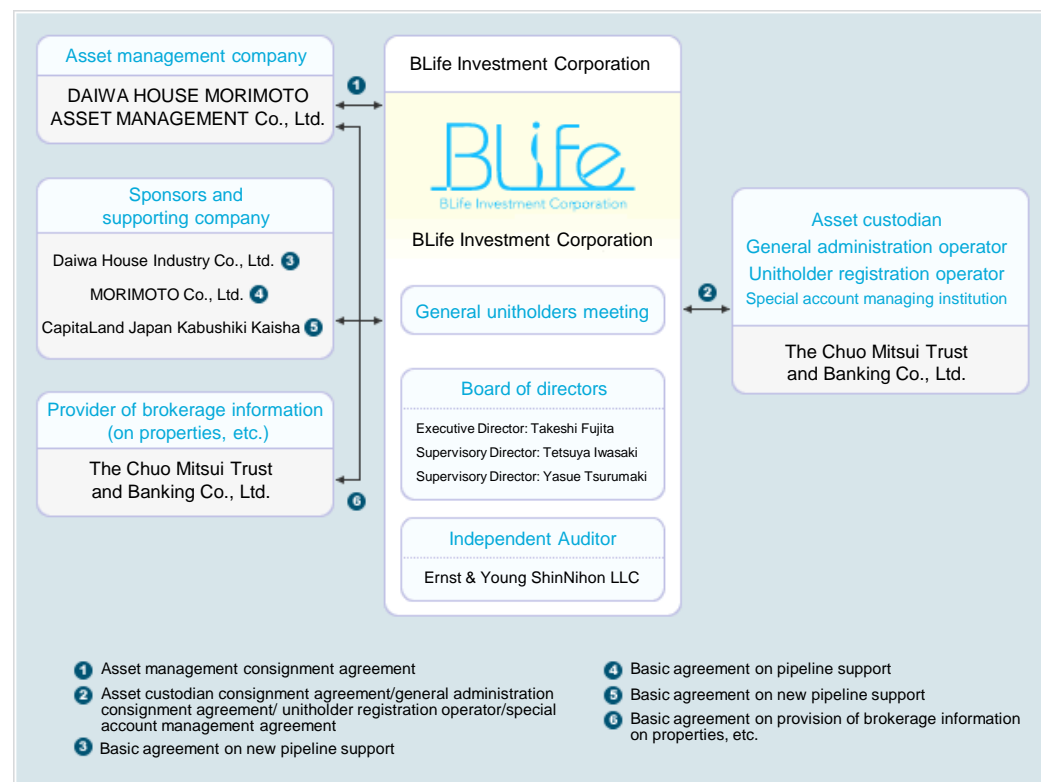 Asset management company
DAIWA HOUSE MORIMOTO
ASSET MANAGEMENT Co., Ltd.
1
Sponsors and
supporting company
Daiwa House Industry Co., Ltd. 3
MORIMOTO Co., Ltd. 4
CapitaLand Japan Kabushiki Kaisha 5
Provider of brokerage information
(on properties, etc.)
The Chuo Mitsui Trust
and Banking Co., Ltd.
6
BLife Investment Corporation
BLife
BLife Investment Corporation
BLife Investment Corporation
General unitholders meeting
Board of directors
Executive Director: Takeshi Fujita
Supervisory Director: Tetsuya Iwasaki
Supervisory Director: Yasue Tsurumaki
Independent Auditor
Ernst & Young ShinNihon LLC
2
Asset custodian
General administration operator
Unitholder registration operator
Special account managing institution
The Chuo Mitsui Trust
and Banking Co., Ltd.
1 Asset management consignment agreement
2 Asset custodian consignment agreement/general administration
consignment agreement/ unitholder registration operator/special
account management agreement
3 Basic agreement on new pipeline support
4 Basic agreement on pipeline support
5 Basic agreement on new pipeline support
6 Basic agreement on provision of brokerage information
on properties, etc.